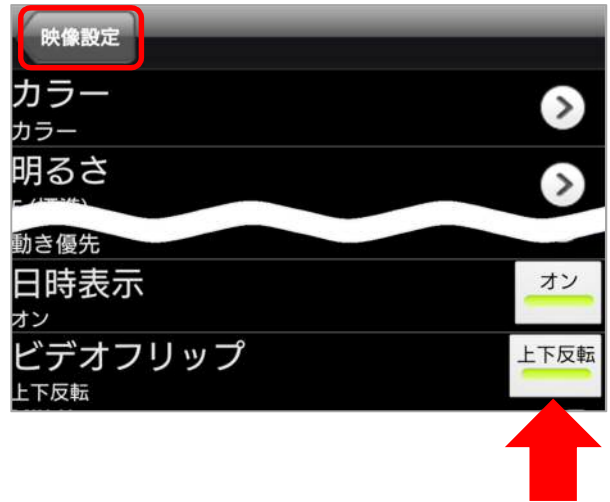 映像設定
カラー
カラー
明るさ
動き優先
日時表示
オン
オン
ビデオフリップ
上下反転
上下反転